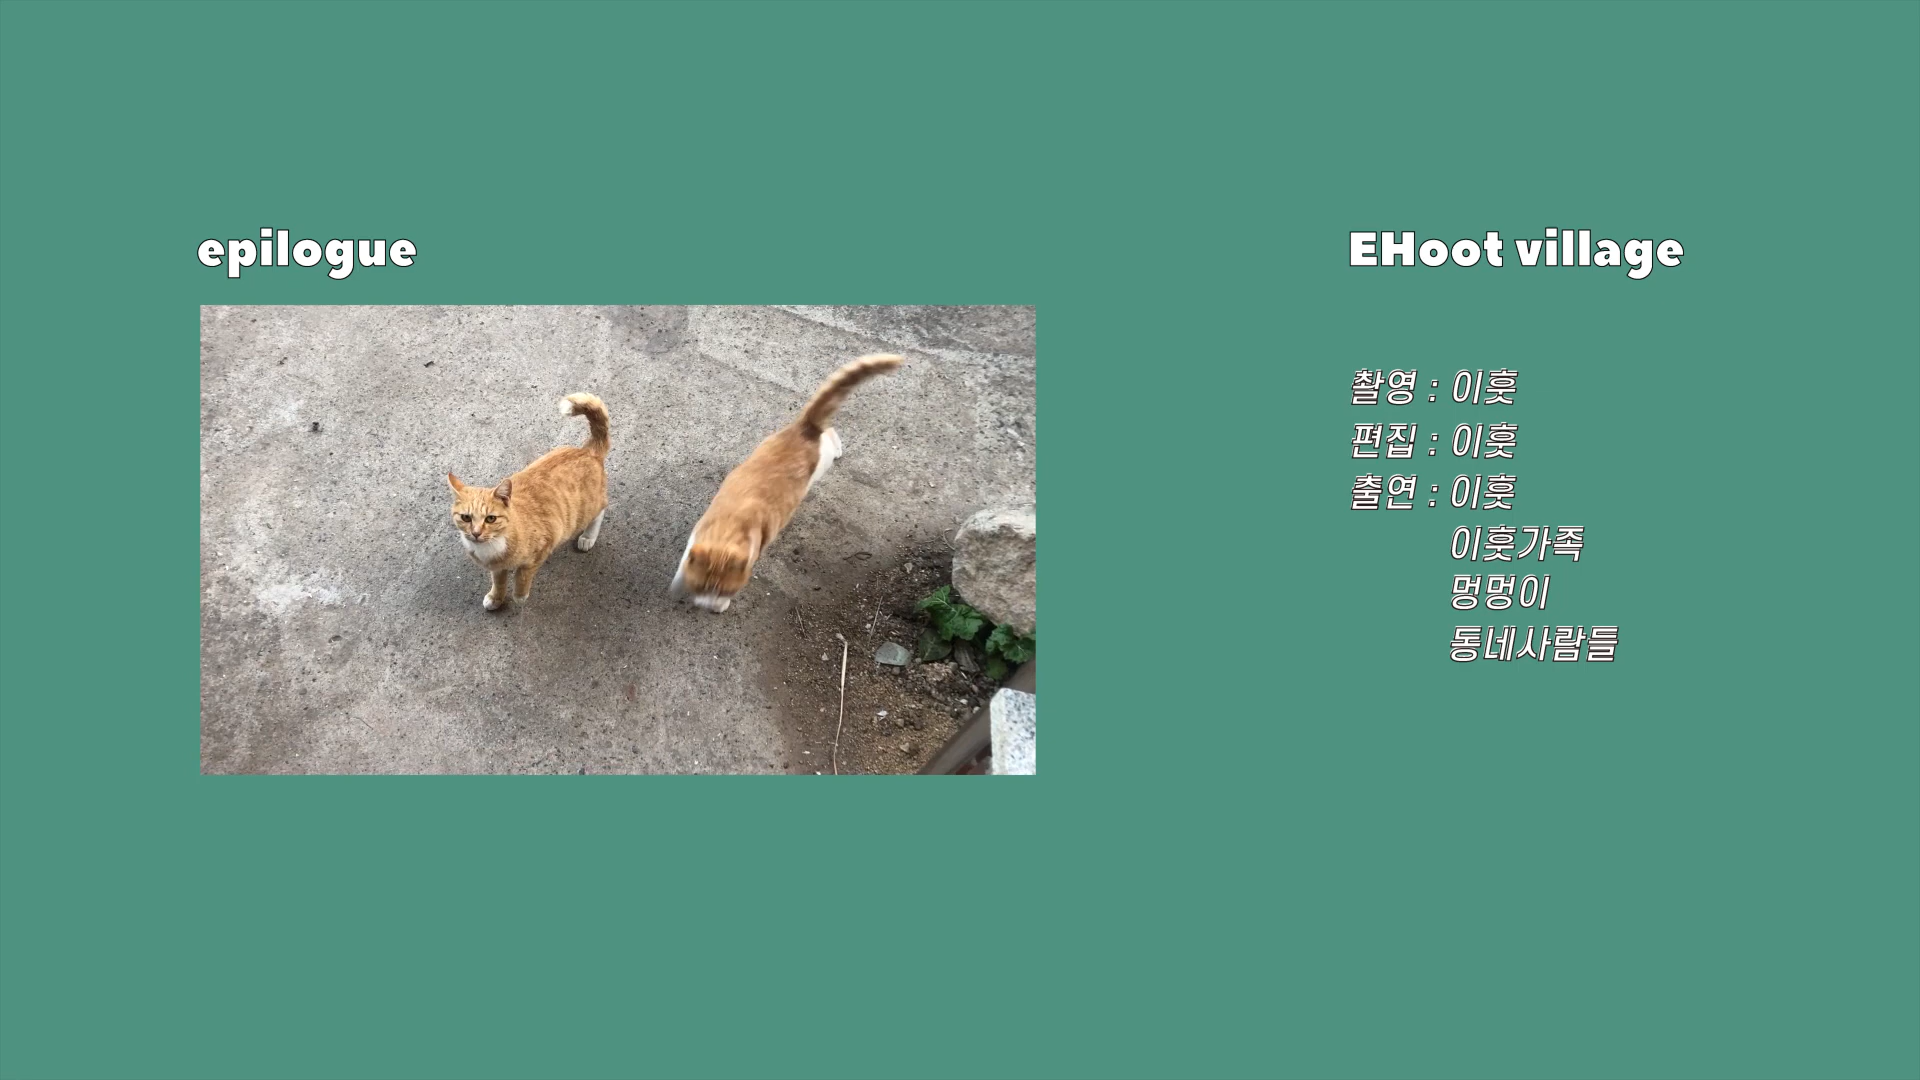 epilogue
EHoot village
촬영 : 이훗
편집 : 이훗
출연 : 이훗
이훗가족
멍멍이
동네사람들